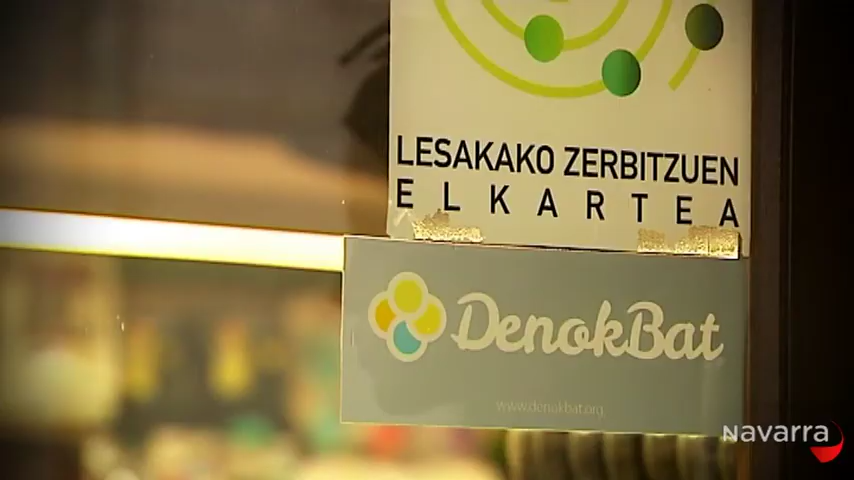 LESAKAKO ZERBITZUEN
ELKARTEA
DenokBat
www.denokbat.org
Navarra